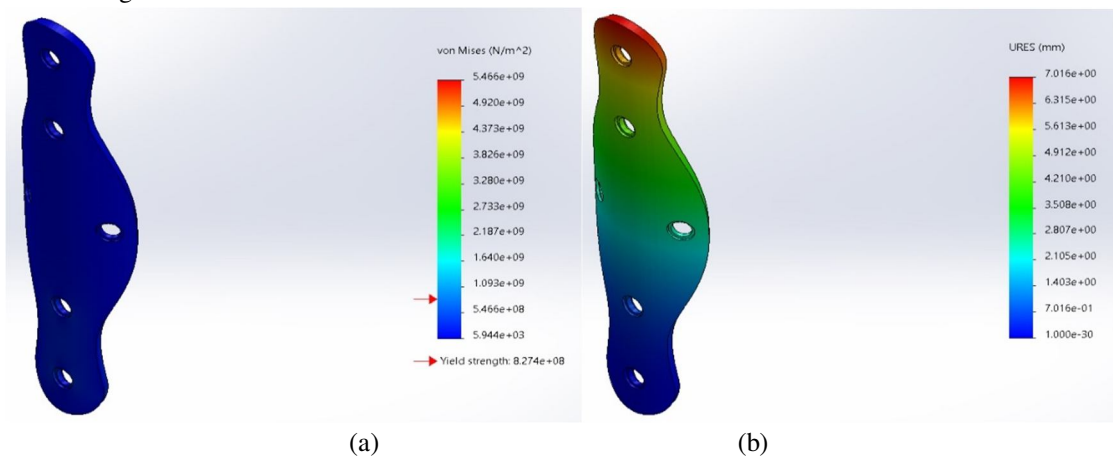 von Mises (N/m^2)
5.466e+09
4.920e+09
4.373e+09
3.826e+09
3.280e+09
2.733e+09
2.187e+09
1.640e+09
1.093e+09
5.466e+08
5.944e+03
Yield strength: 8.274e+08
(a)
URES (mm)
7.016e+00
6.315e+00
5.613e+00
4.912e+00
4.210e+00
3.508e+00
2.807e+00
2.105e+00
1.403e+00
7.016e-01
1.000e-30
(b)